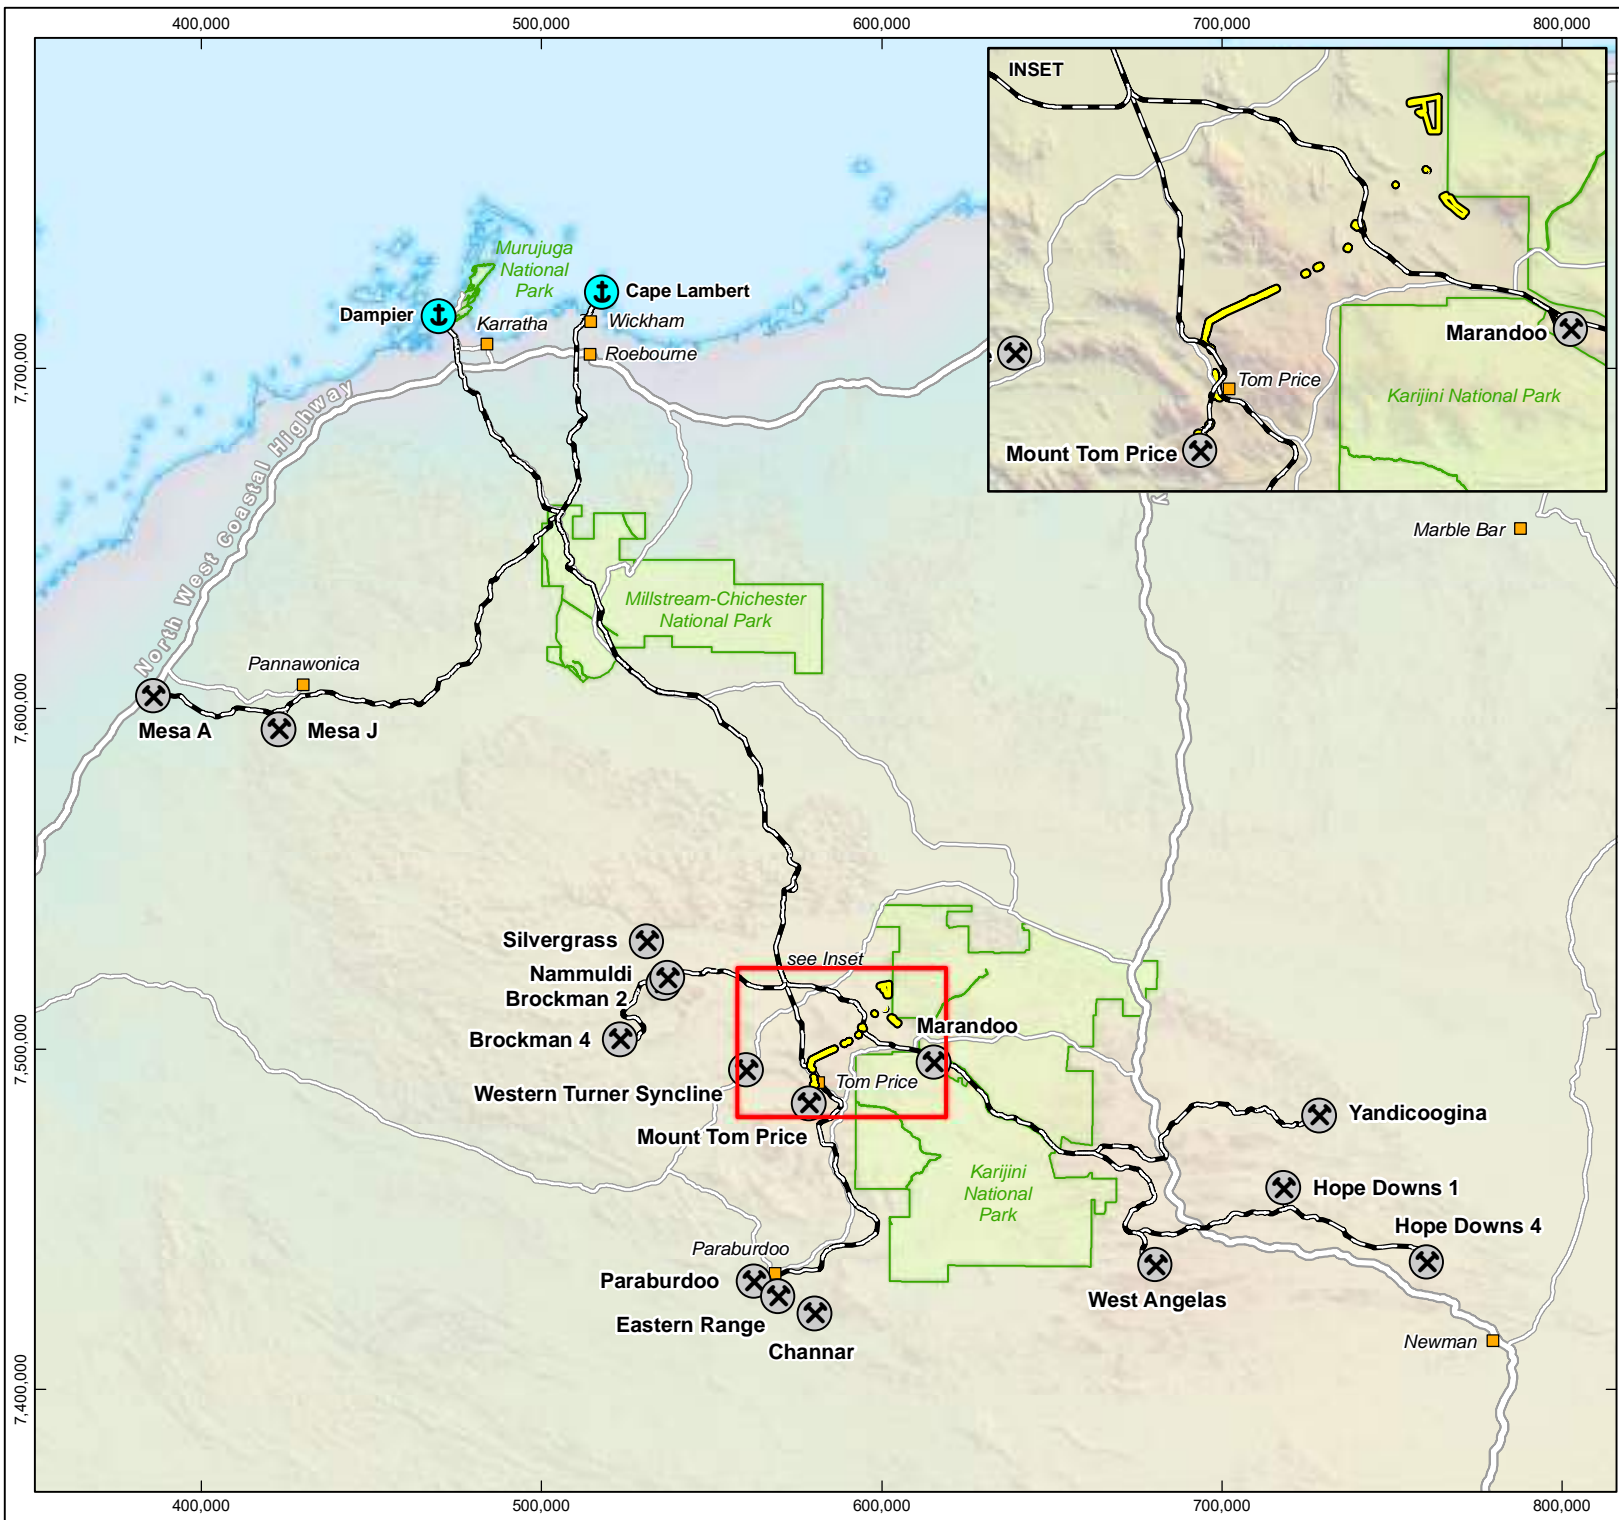 400,000
500,000
600,000
700,000
800,000
INSET
Marandoo
Tom Price
Karijini National Park
Mount Tom Price
Murujuga
National
Park
Cape Lambert
Dampier
Karratha
Wickham
Roebourne
7,700,000
North West Coastal Highway
Marble Bar
Millstream-Chichester
National Park
Pannawonica
7,600,000
Mesa A
Mesa J
Silvergrass
see Inset
Nammuldi
Brockman 2
Marandoo
Brockman 4
7,500,000
Tom Price
Western Turner Syncline
Yandicoogina
Mount Tom Price
Karijini
National
Park
Hope Downs 1
Hope Downs 4
Paraburdoo
Paraburdoo
West Angelas
Eastern Range
Newman
Channar
7,400,000
400,000
500,000
600,000
700,000
800,000